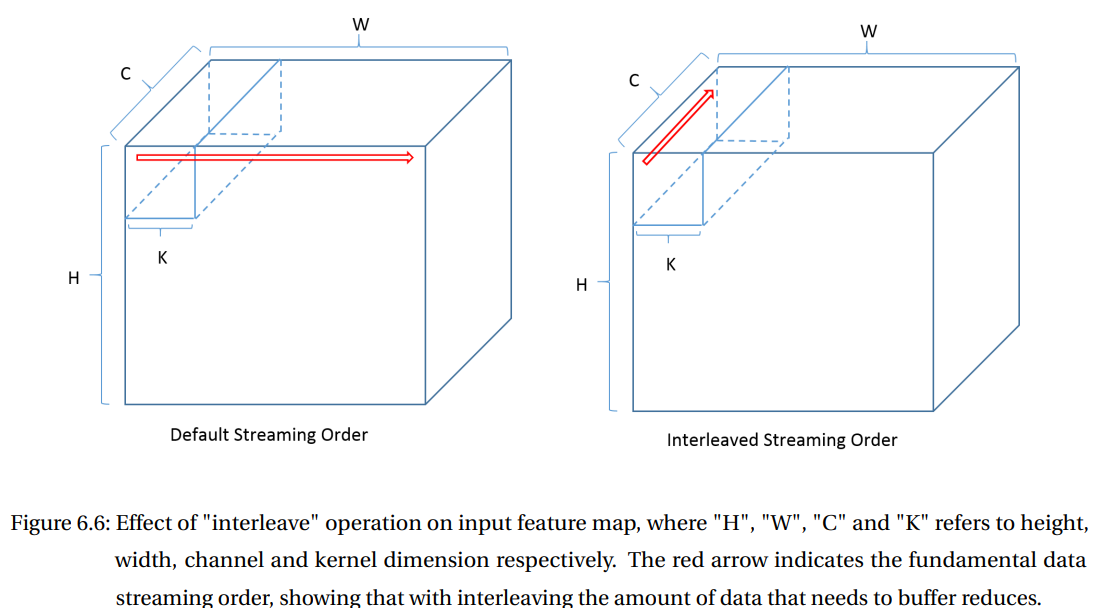 W
C
K
H
Default Streaming Order
W
C
K
H
Interleaved Streaming Order
Figure 6.6: Effect of "interleave" operation on input feature map, where "H", "W", "C" and "K" refers to height,
width, channel and kernel dimension respectively. The red arrow indicates the fundamental data
streaming order, showing that with interleaving the amount of data that needs to buffer reduces.